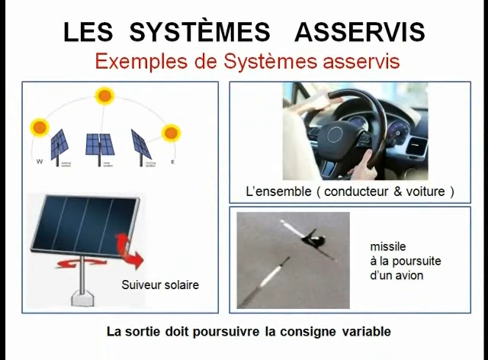 LES SYSTÈMES ASSERVIS
Exemples de Systèmes asservis
W
E
Suiveur solaire
L'ensemble ( conducteur & voiture )
missile
à la poursuite
d'un avion
La sortie doit poursuivre la consigne variable